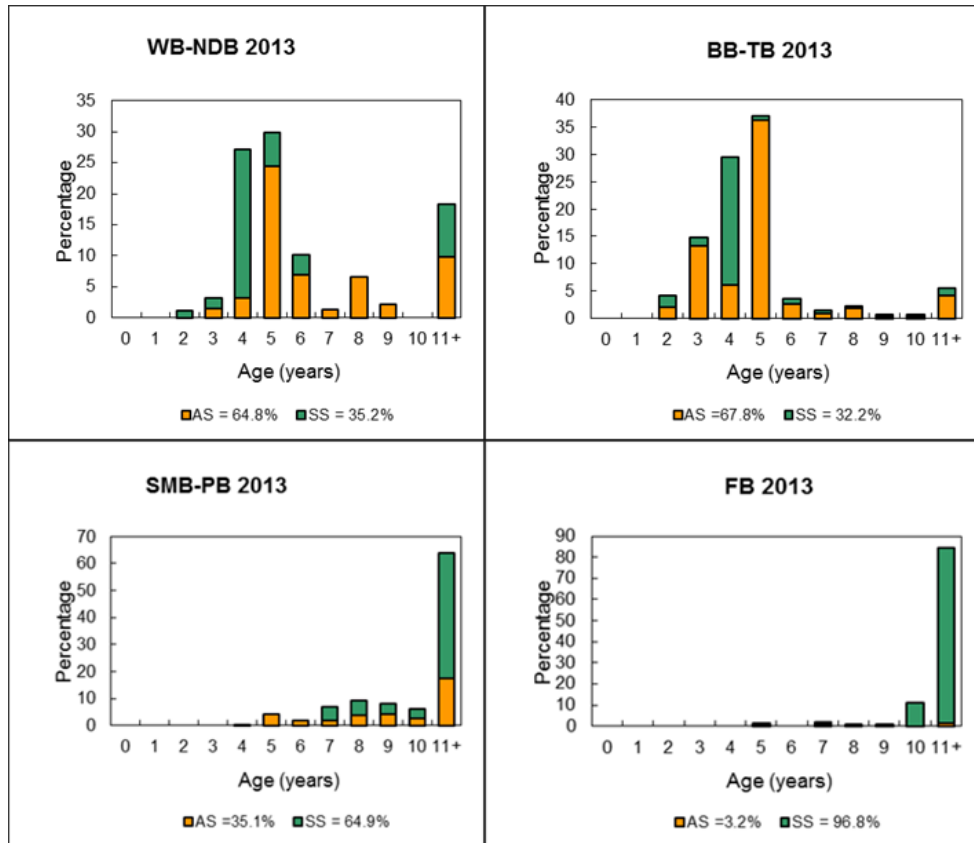 WB-NDB 2013
Percentage
35
30
25
20
15
10
5
0
0 1 2 3 4 5 6 7 8 9 10 11+
Age (years)
AS = 64.8% SS = 35.2%
BB-TB 2013
Percentage
40
35
30
25
20
15
10
5
0
0 1 2 3 4 5 6 7 8 9 10 11+
Age (years)
AS =67.8% SS = 32.2%
SMB-PB 2013
Percentage
70
60
50
40
30
20
10
0
0 1 2 3 4 5 6 7 8 9 10 11+
Age (years)
AS =35.1% SS = 64.9%
FB 2013
Percentage
90
80
70
60
50
40
30
20
10
0
0 1 2 3 4 5 6 7 8 9 10 11+
Age (years)
AS =3.2% SS = 96.8%